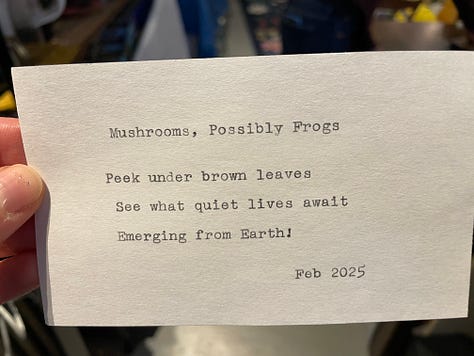 Mushrooms, Possibly Frogs
Peek under brown leaves
See what quiet lives await
Emerging from Earth!
Feb 2025